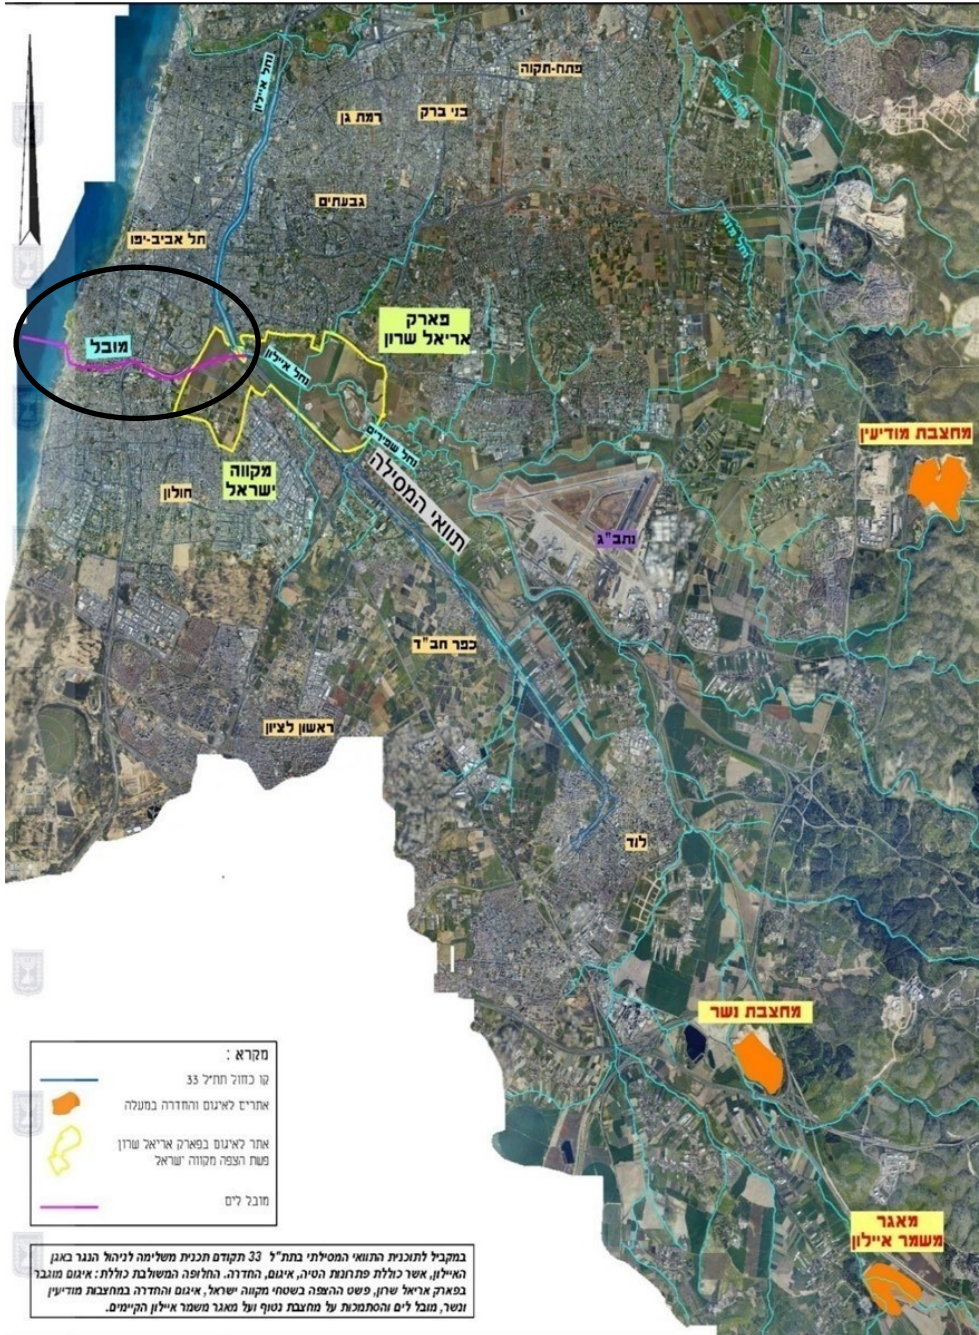 פתח-תקוה
נחל איילון
בני ברק
רמת גן
גבעתים
נחל מזור
תל אביב-יפו
פארק
אריאל שרון
מובל
נחל איילון
מחצבת מודיעין
נחל שפירים
מקווה
ישראל
תוואי המסילה
חולון
נתב"ג
כפר חב"ד
ראשון לציון
לוד
מחצבת נשר
מאגר
משמר איילון
מקרא :
קו כחול תת"ל 33
אתרים לאיגום והחדרה במעלה
אתר לאיגום בפארק אריאל שרון
פשט הצפה מקווה ישראל
מובל לים
במקביל לתוכנית התוואי המסילתי בתת"ל 33 תקודם תכנית משלימה לניהול הנגר באגן
האיילון, אשר כוללת פתרונות הטיה, איגום, החדרה. החלופה המשולבת כוללת: איגום מוגבר
בפארק אריאל שרון, פשט ההצפה בשטחי מקווה ישראל, איגום והחדרה במחצבות מודיעין
ונשר, מובל לים והסתמכות על מחצבת נטוף ועל מאגר משמר איילון הקיימים.